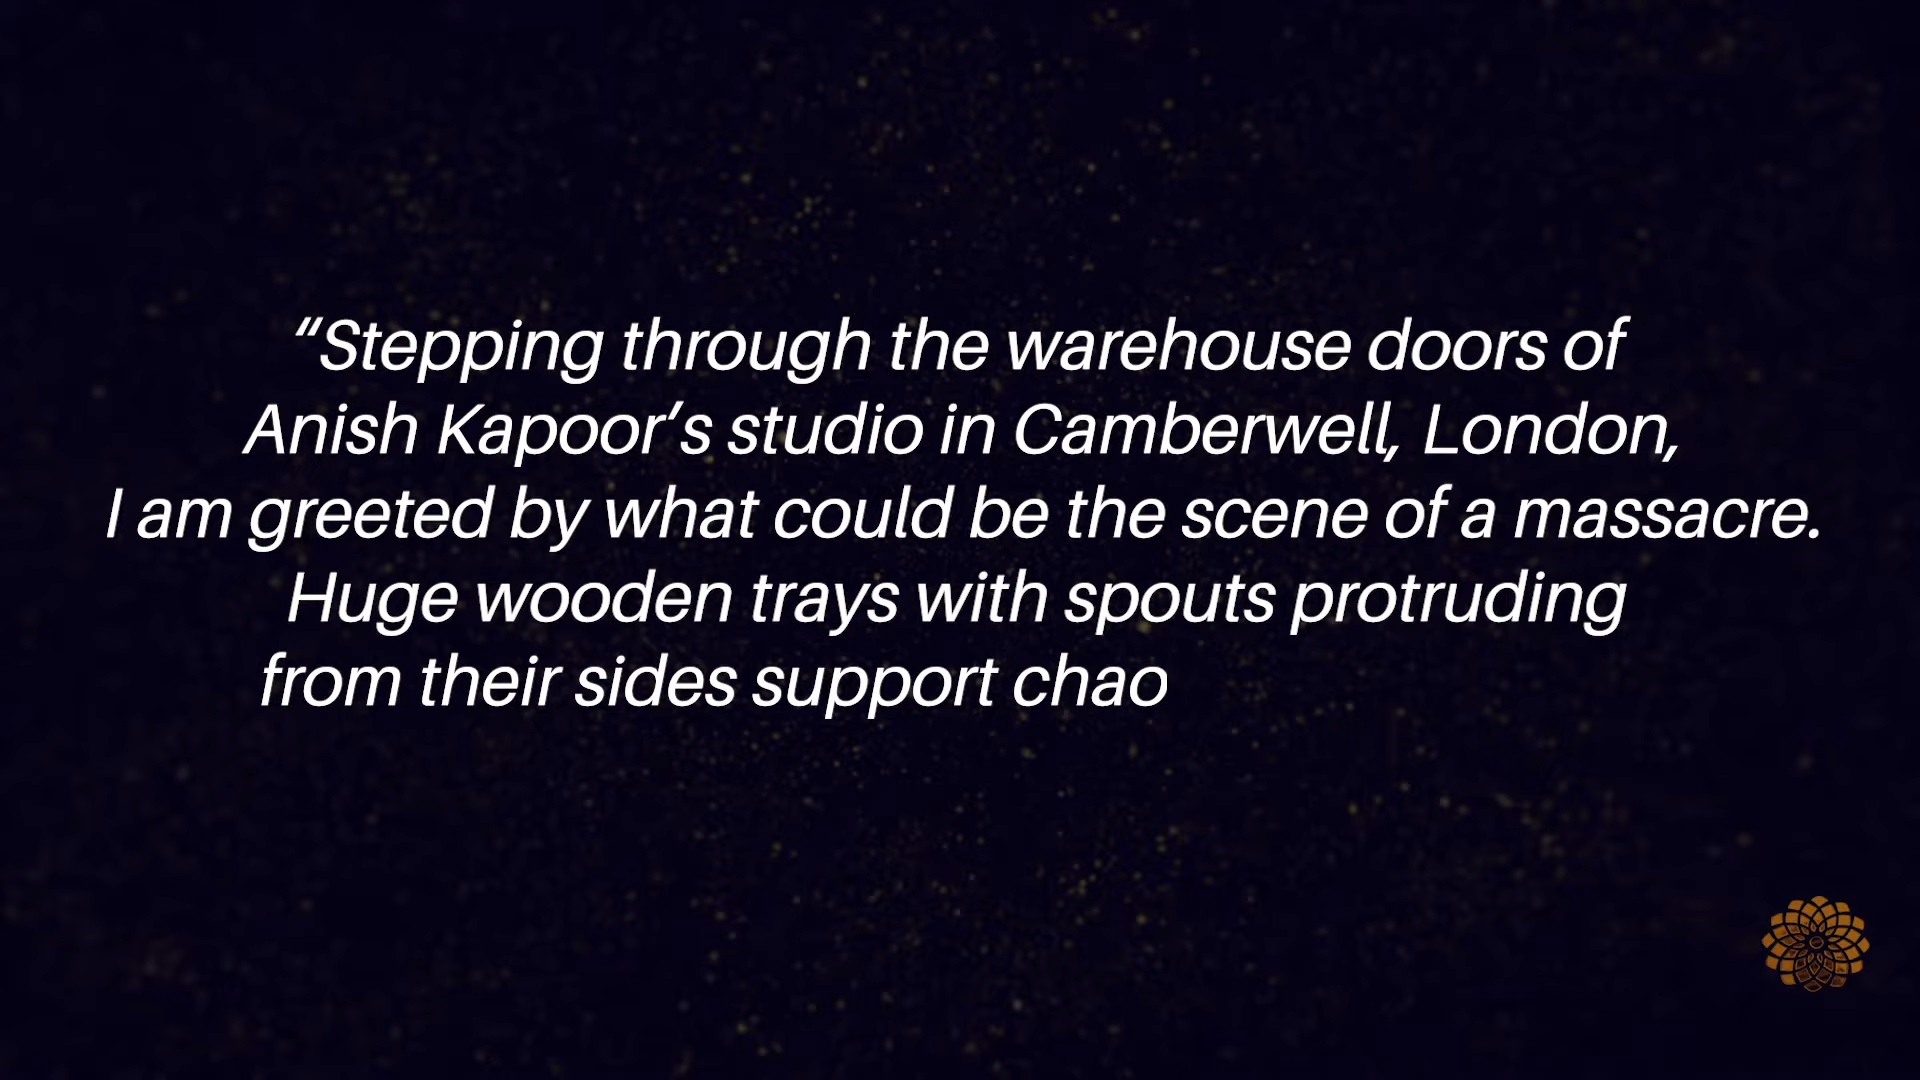 “Stepping through the warehouse doors of
Anish Kapoor’s studio in Camberwell, London,
I am greeted by what could be the scene of a massacre.
Huge wooden trays with spouts protruding
from their sides support chao